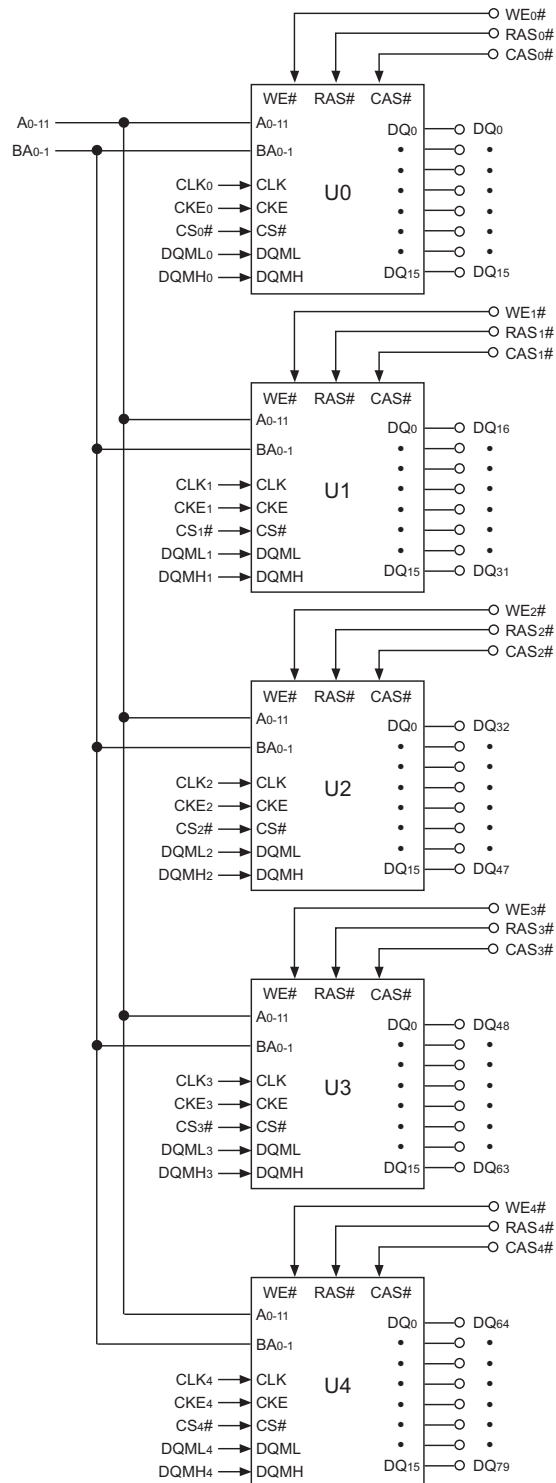 WE0#
RAS0#
CAS0#
WE# RAS# CAS#
A0-11 A0-11 DQ0 DQ0
BA0-1 BA0-1
CLK0 CLK
CKE0 CKE U0
CS0# CS#
DQML0 DQML
DQMH0 DQMH DQ15 DQ15
WE1#
RAS1#
CAS1#
WE# RAS# CAS#
A0-11 DQ0 DQ16
BA0-1
CLK1 CLK
CKE1 CKE U1
CS1# CS#
DQML1 DQML
DQMH1 DQMH DQ15 DQ31
WE2#
RAS2#
CAS2#
WE# RAS# CAS#
A0-11 DQ0 DQ32
BA0-1
CLK2 CLK
CKE2 CKE U2
CS2# CS#
DQML2 DQML
DQMH2 DQMH DQ15 DQ47
WE3#
RAS3#
CAS3#
WE# RAS# CAS#
A0-11 DQ0 DQ48
BA0-1
CLK3 CLK
CKE3 CKE U3
CS3# CS#
DQML3 DQML
DQMH3 DQMH DQ15 DQ63
WE4#
RAS4#
CAS4#
WE# RAS# CAS#
A0-11 DQ0 DQ64
BA0-1
CLK4 CLK
CKE4 CKE U4
CS4# CS#
DQML4 DQML
DQMH4 DQMH DQ15 DQ79